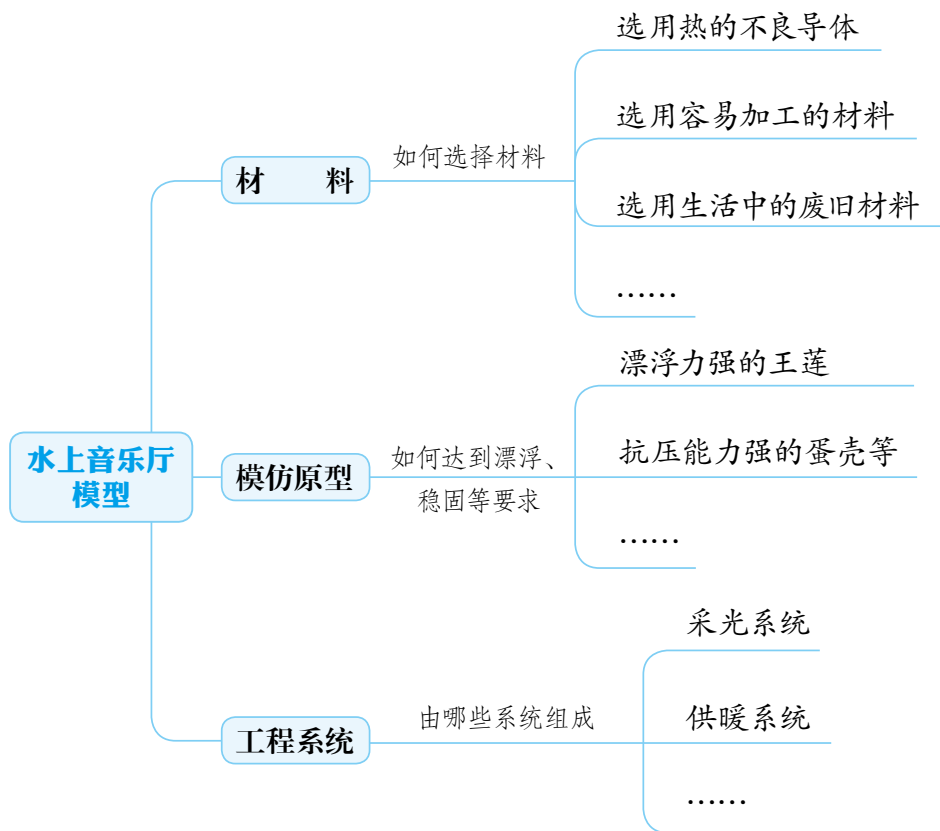 选用热的不良导体
选用容易加工的材料
如何选择材料
材 料
选用生活中的废旧材料
……
漂浮力强的王莲
水上音乐厅
模型
模仿原型
如何达到漂浮、
稳固等要求
抗压能力强的蛋壳等
……
采光系统
工程系统
由哪些系统组成
供暖系统
……